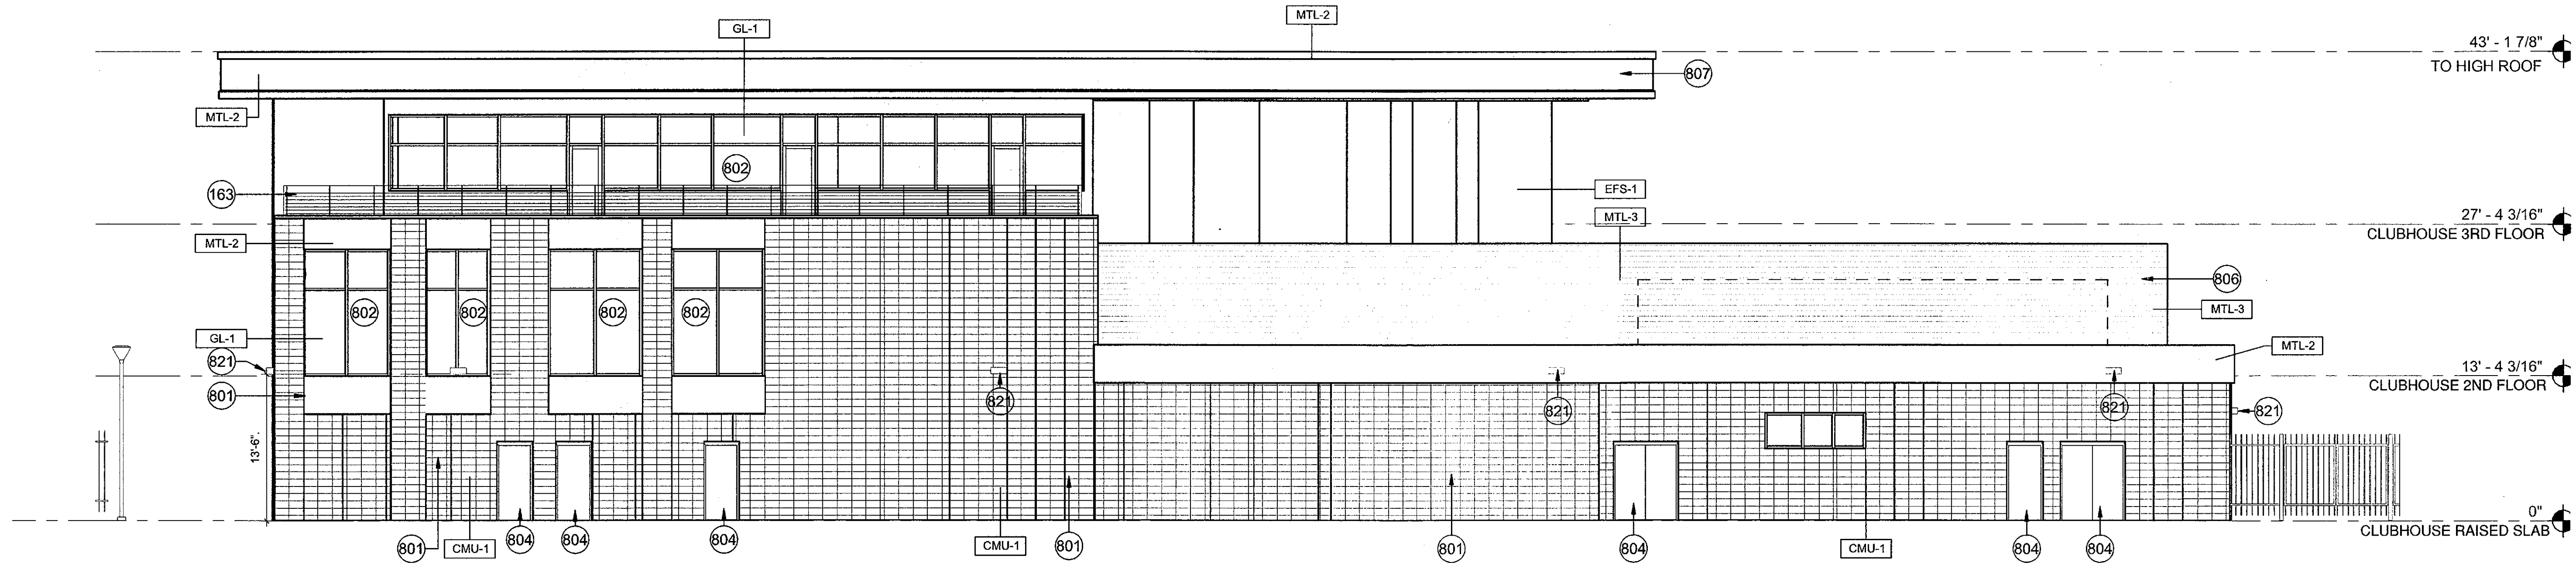 MTL-2
GL-1
43' - 1 7/8"
TO HIGH ROOF
807
MTL-2
802
163
EFS-1
MTL-3
27' - 4 3/16"
CLUBHOUSE 3RD FLOOR
MTL-2
806
802
802
802
802
MTL-3
GL-1
MTL-2
821
13' - 4 3/16"
CLUBHOUSE 2ND FLOOR
801
821
821
821
821
13'-6"
0"
CLUBHOUSE RAISED SLAB
801
CMU-1
804
804
804
CMU-1
801
801
804
CMU-1
804
804